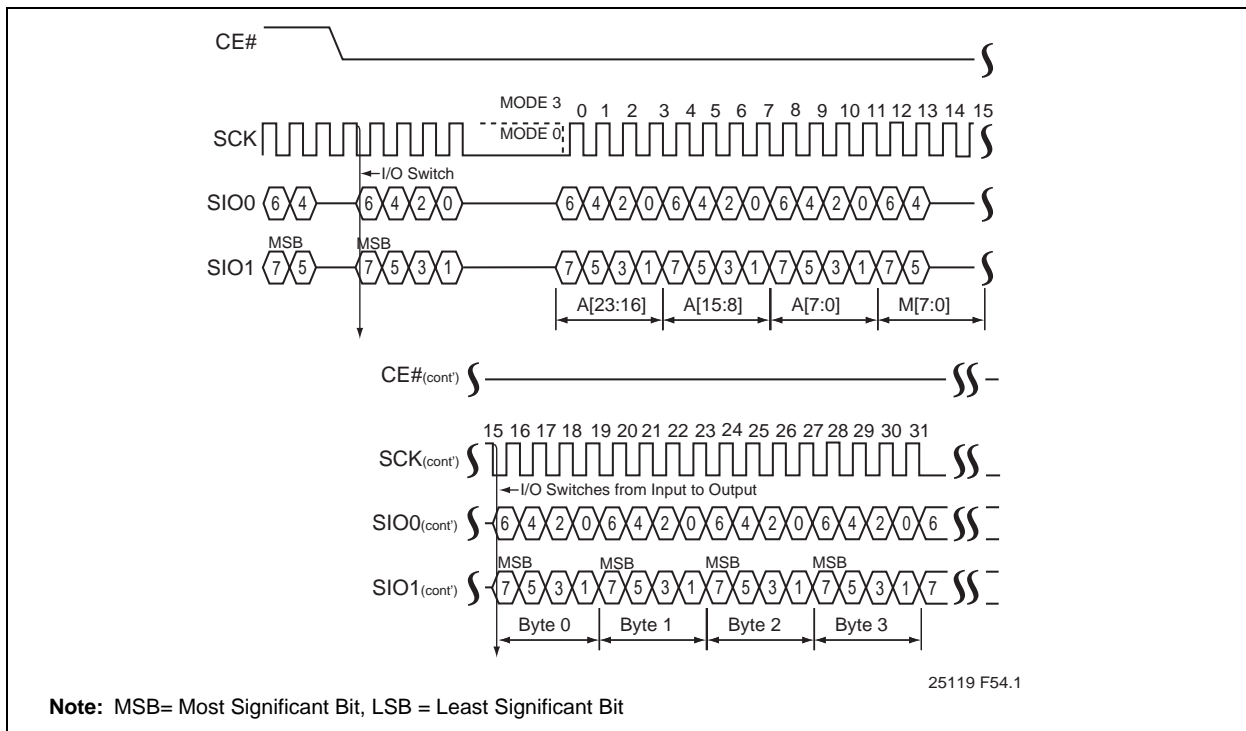 CE#
MODE 3
0 1 2 3 4 5 6 7 8 9 10 11 12 13 14 15
SCK
MODE 0
I/O Switch
SIO0
6 4 6 4 2 0 6 4 2 0 6 4 2 0 6 4 2 0 6 4
MSB MSB
SIO1
7 5 7 5 3 1 7 5 3 1 7 5 3 1 7 5 3 1 7 5
A[23:16] A[15:8] A[7:0] M[7:0]
CE#(cont')
15 16 17 18 19 20 21 22 23 24 25 26 27 28 29 30 31
SCK(cont')
I/O Switches from Input to Output
SIO0(cont')
6 4 2 0 6 4 2 0 6 4 2 0 6 4 2 0 6
MSB MSB MSB MSB
SIO1(cont')
7 5 3 1 7 5 3 1 7 5 3 1 7 5 3 1 7
Byte 0 Byte 1 Byte 2 Byte 3
25119 F54.1
Note: MSB= Most Significant Bit, LSB = Least Significant Bit